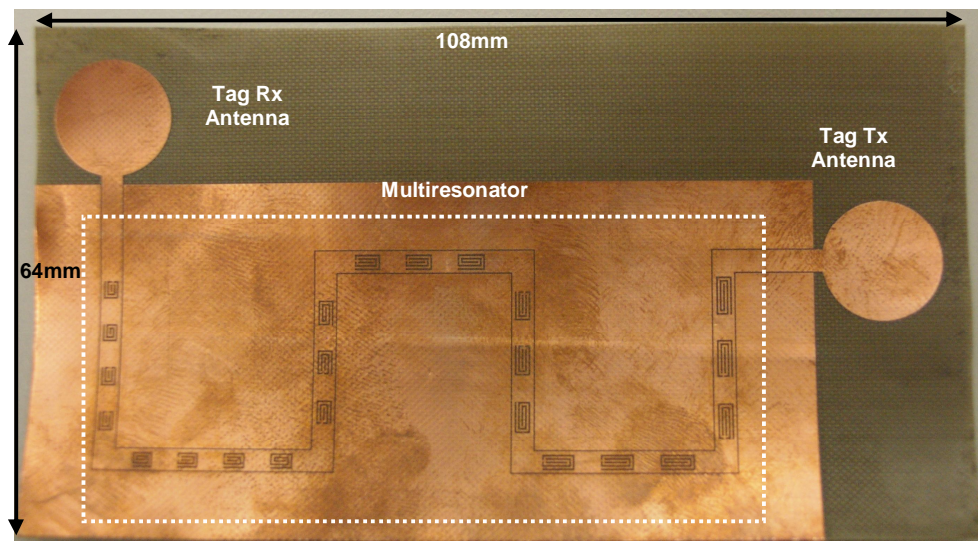 108mm
Tag Rx
Antenna
Tag Tx
Antenna
Multiresonator
64mm